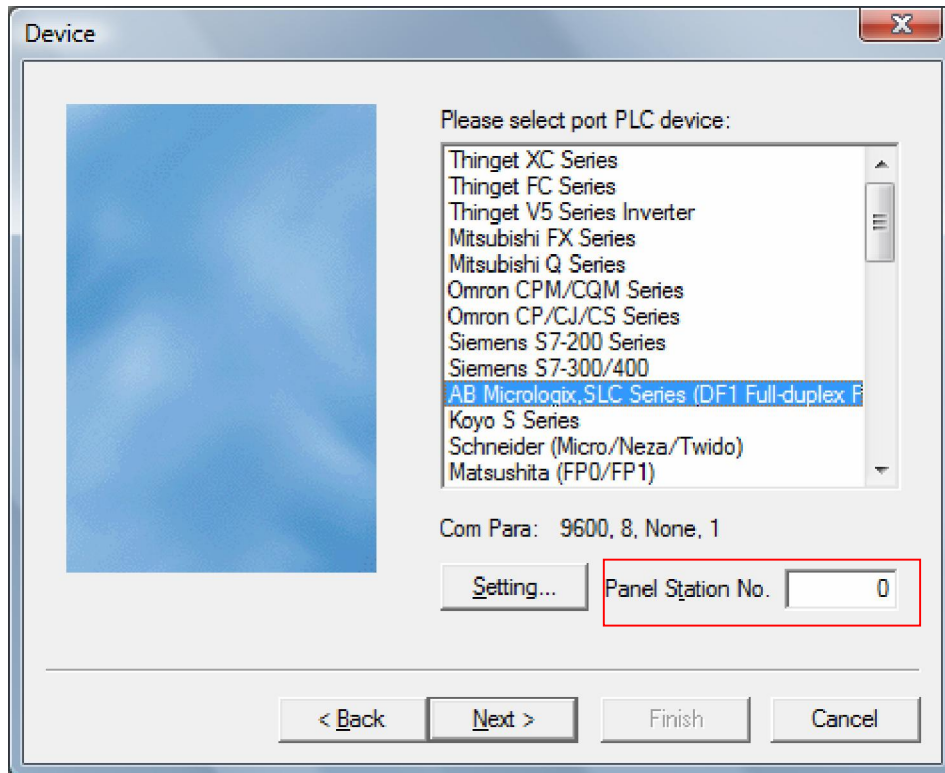 Device
Please select port PLC device:
Thinget XC Series
Thinget FC Series
Thinget V5 Series Inverter
Mitsubishi FX Series
Mitsubishi Q Series
Omron CPM/CQM Series
Omron CP/CJ/CS Series
Siemens S7-200 Series
Siemens S7-300/400
AB Micrologix,SLC Series (DF1 Full-duplex F
Koyo S Series
Schneider (Micro/Neza/Twido)
Matsushita (FP0/FP1)
Com Para: 9600, 8, None, 1
Setting... Panel Station No. 0
< Back Next > Finish Cancel